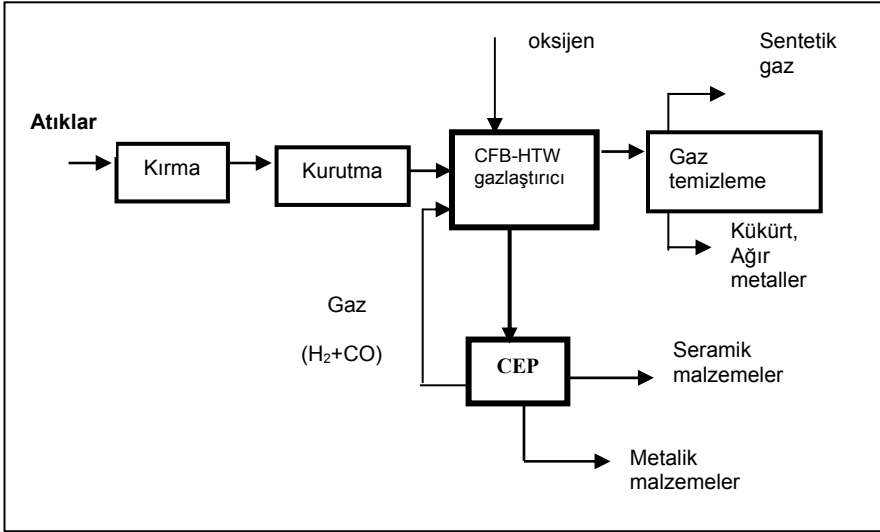 oksijen
Sentetik
gaz
Atıklar
Kırma
Kurutma
CFB-HTW
gazlaştırıcı
Gaz
temizleme
Kükürt,
Ağır
metaller
Gaz
(H₂+CO)
CEP
Seramik
malzemeler
Metalik
malzemeler